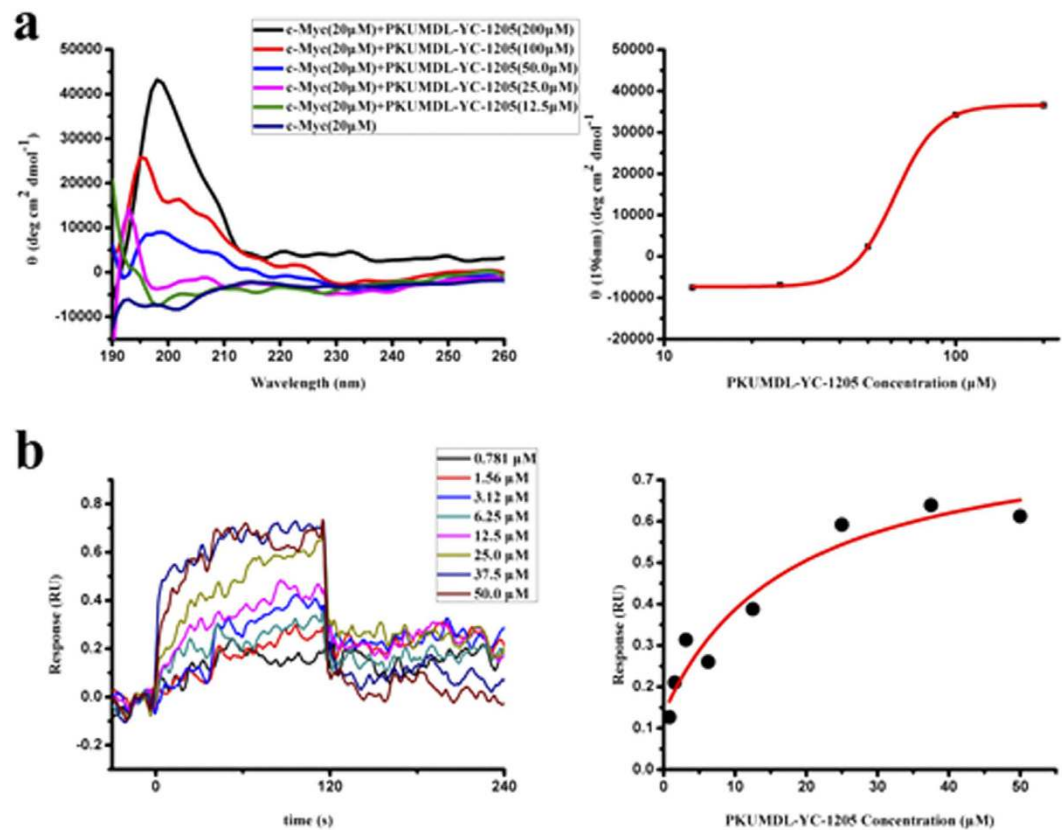 a
c-Myc(20μM)+PKUMDL-YC-1205(200μM)
c-Myc(20μM)+PKUMDL-YC-1205(100μM)
c-Myc(20μM)+PKUMDL-YC-1205(50.0μM)
c-Myc(20μM)+PKUMDL-YC-1205(25.0μM)
c-Myc(20μM)+PKUMDL-YC-1205(12.5μM)
c-Myc(20μM)
50000
40000
30000
20000
10000
0
-10000
θ (deg cm² dmol⁻¹)
190 200 210 220 230 240 250 260
Wavelength (nm)
50000
40000
30000
20000
10000
0
-10000
-20000
θ (196nm) (deg cm² dmol⁻¹
10 100
PKUMDL-YC-1205 Concentration (μM)
b
0.781 μM
1.56 μM
3.12 μM
6.25 μM
12.5 μM
25.0 μM
37.5 μM
50.0 μM
0.8
0.6
0.4
0.2
0.0
-0.2
Response (RU)
0 120 240
time (s)
0.7
0.6
0.5
0.4
0.3
0.2
0.1
0.0
Response (RU)
0 10 20 30 40 50
PKUMDL-YC-1205 Concentration (μM)